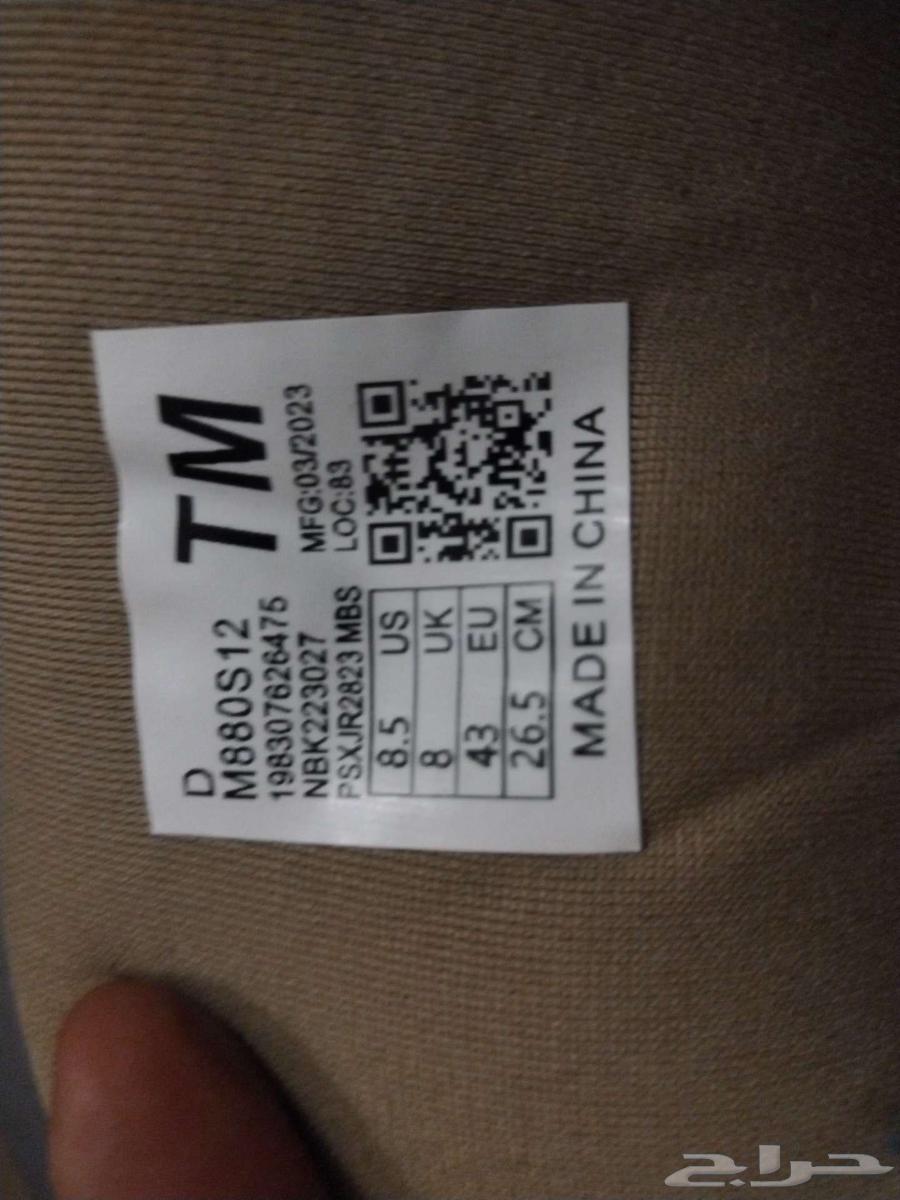 D
M880S12
TM
198307626475
NBK223027
MFG:03/2023
PSXJR2823 MBS
LOC:83
8.5 US
8 UK
43 EU
26.5 CM
MADE IN CHINA
حراج